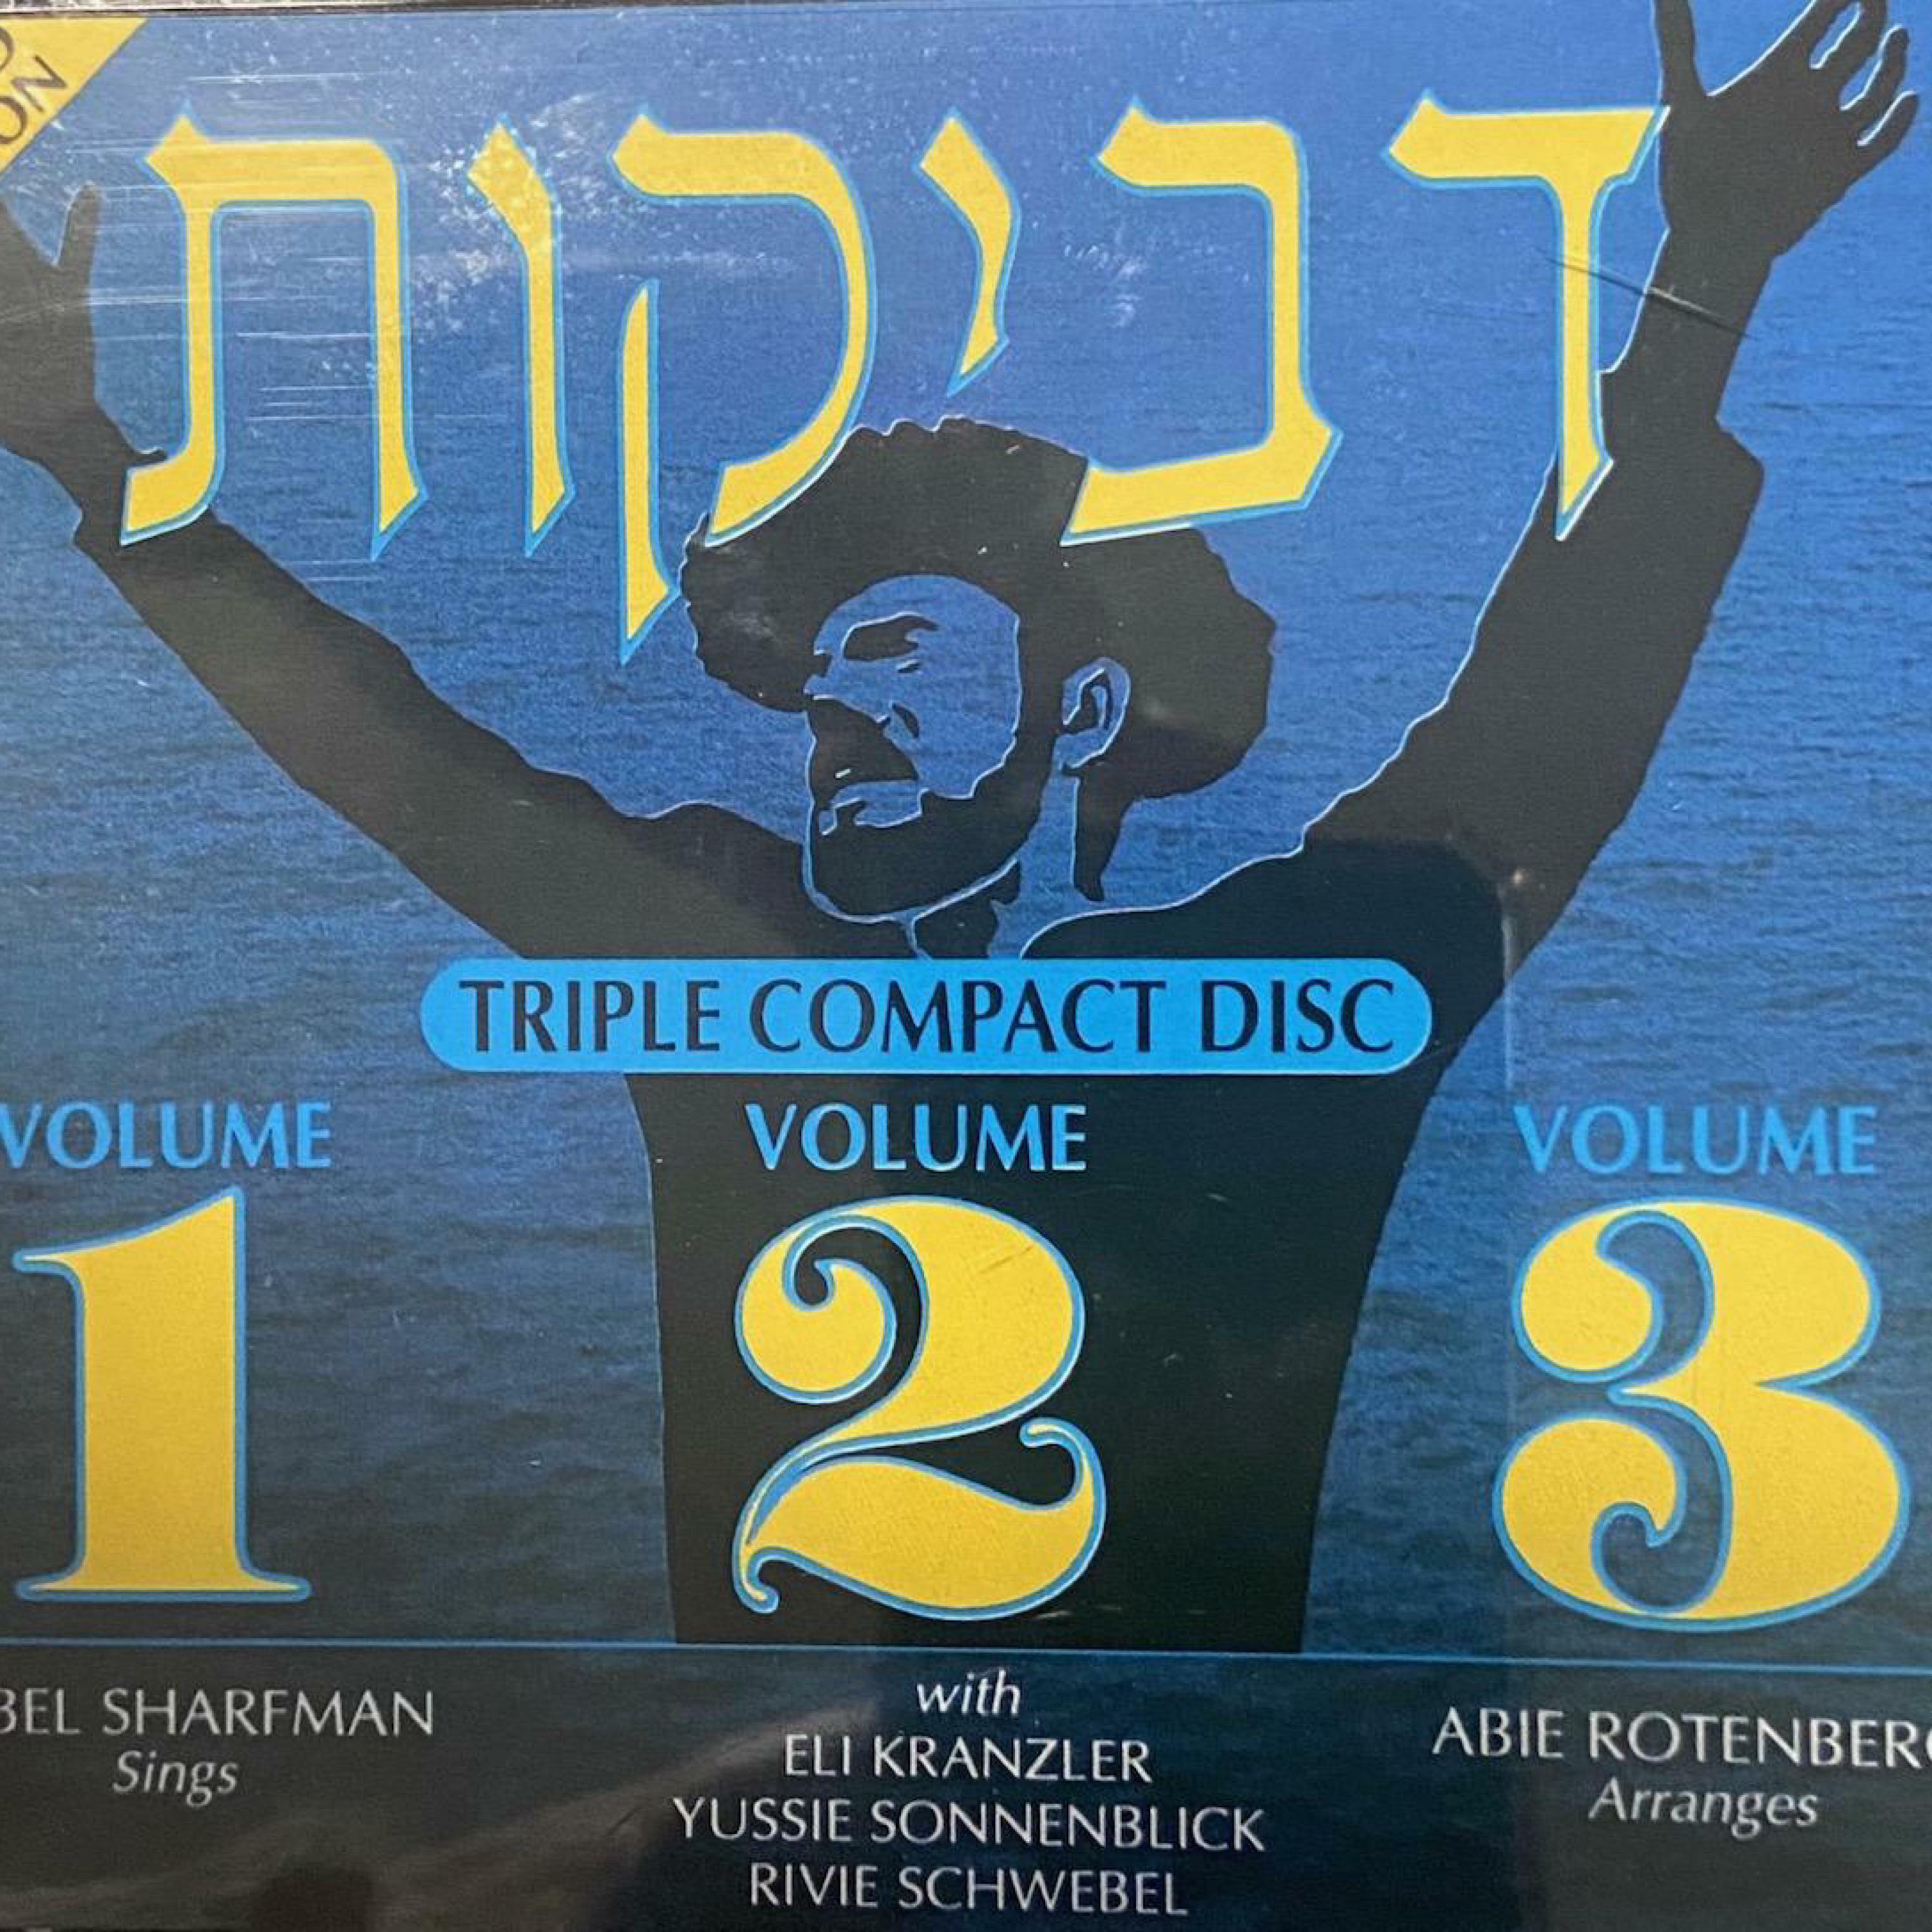 דביקות
TRIPLE COMPACT DISC
VOLUME
1
VOLUME
2
VOLUME
3
SHARFMAN
Sings
with
ELI KRANZLER
YUSSIE SONNENBLICK
RIVIE SCHWEBEL
ABIE ROTENBERG
Arranges